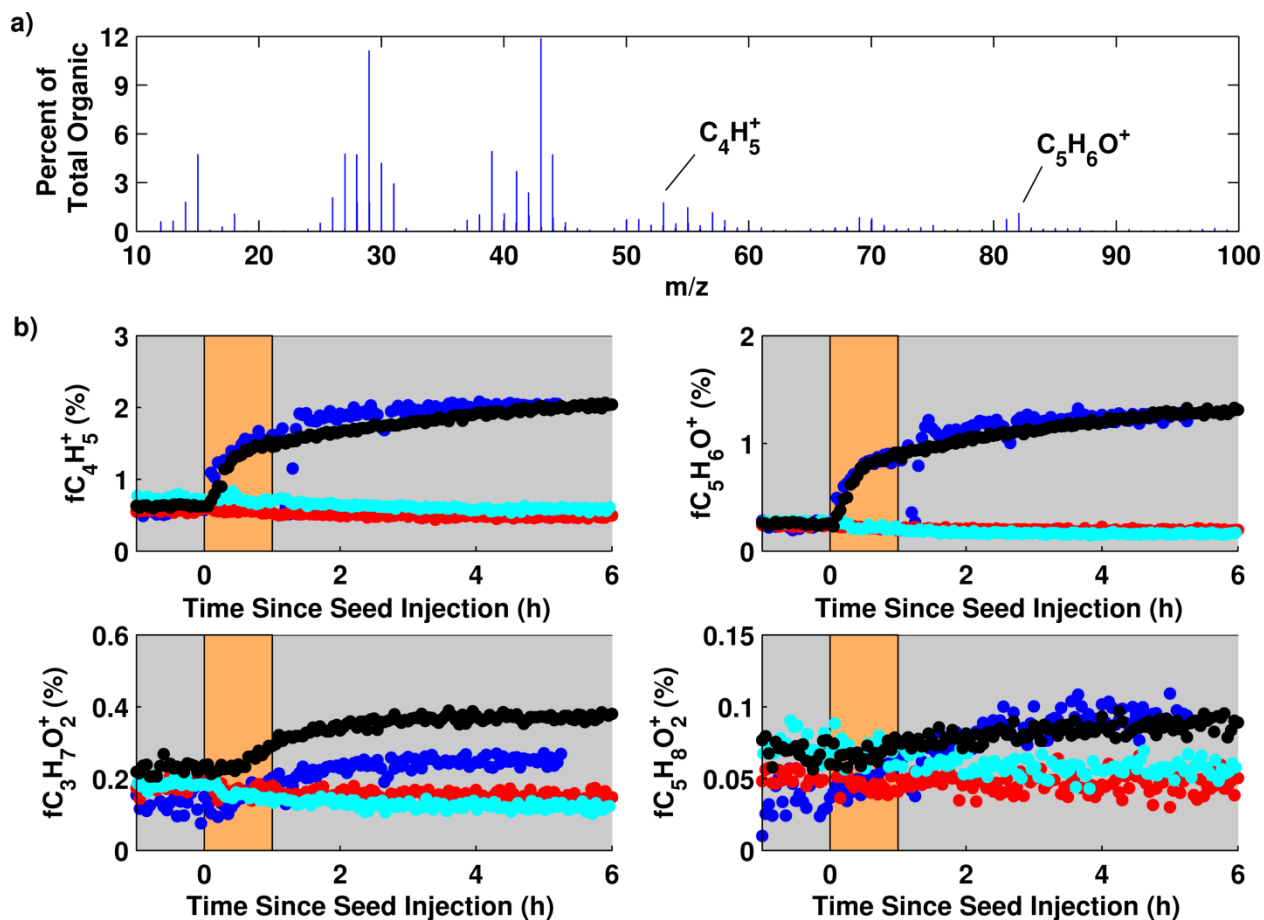 a)
Percent of
Total Organic
12
9
6
3
0
C₄H₅⁺
C₅H₆O⁺
10 20 30 40 50 60 70 80 90 100
m/z
b)
fC₄H₅⁺ (%)
3
2
1
0
0 2 4 6
Time Since Seed Injection (h)
fC₅H₆O⁺ (%)
2
1
0
0 2 4 6
Time Since Seed Injection (h)
fC₃H₇O₂⁺ (%)
0.6
0.4
0.2
0
0 2 4 6
Time Since Seed Injection (h)
fC₅H₈O₂⁺ (%)
0.15
0.1
0.05
0
0 2 4 6
Time Since Seed Injection (h)